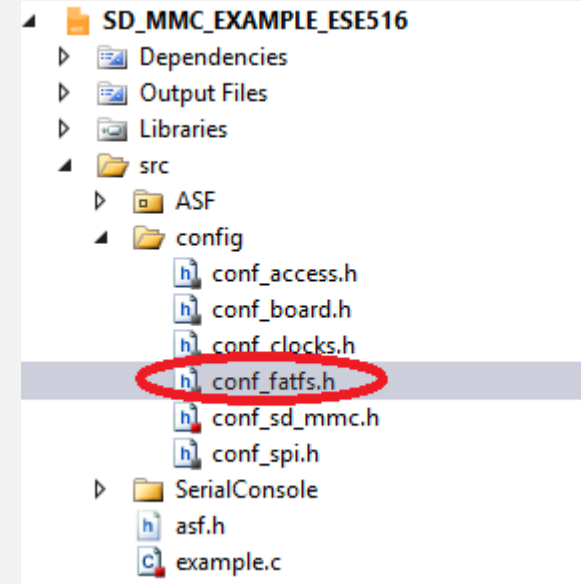 SD_MMC_EXAMPLE_ESE516
Dependencies
Output Files
Libraries
src
ASF
config
conf_access.h
conf_board.h
conf_clocks.h
conf_fatfs.h
conf_sd_mmc.h
conf_spi.h
SerialConsole
asf.h
example.c